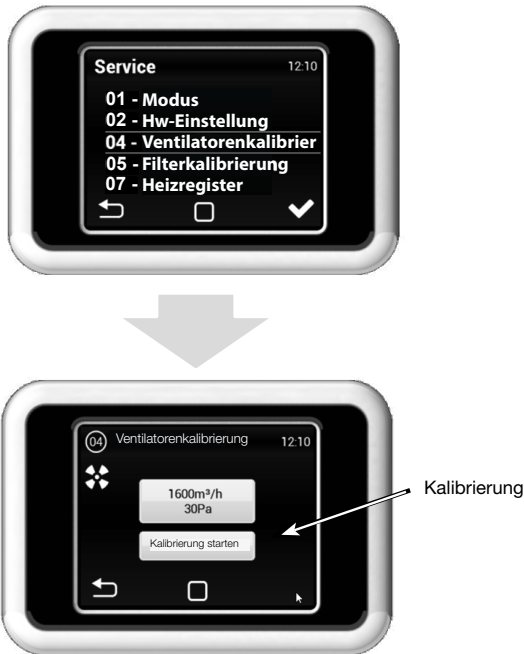 Service 12:10
01 - Modus
02 - Hw-Einstellung
04 - Ventilatorenkalibrier
05 - Filterkalibrierung
07 - Heizregister
04 Ventilatorenkalibrierung 12:10
1600m³/h
30Pa
Kalibrierung
Kalibrierung starten